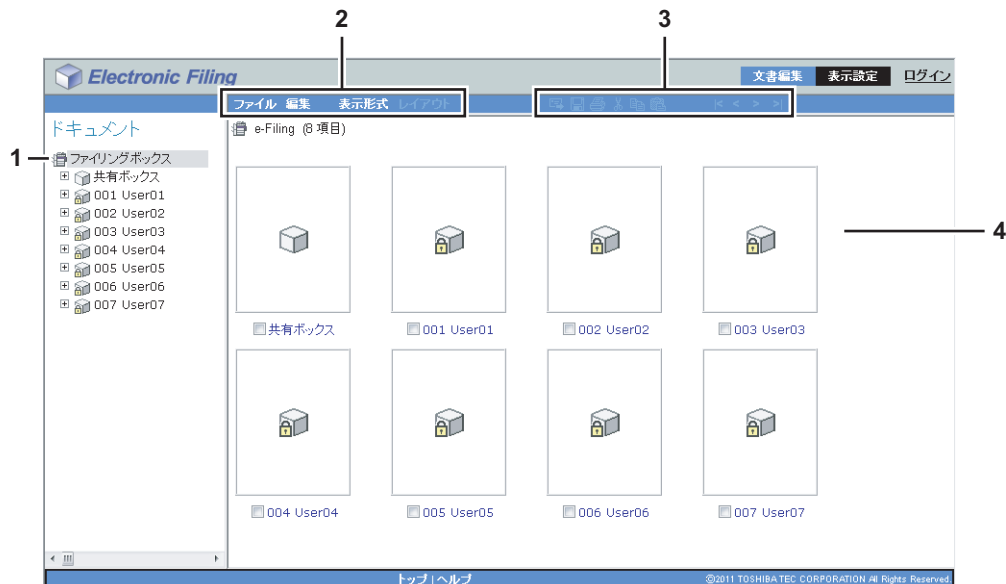 2
3
Electronic Filing
文書編集 表示設定 ログイン
ファイル 編集 表示形式 レイアウト
|< < > >|
ドキュメント
e-Filing (8 項目)
1
ファイリングボックス
共有ボックス
001 User01
002 User02
003 User03
004 User04
005 User05
006 User06
007 User07
4
共有ボックス
001 User01
002 User02
003 User03
004 User04
005 User05
006 User06
007 User07
トップ | ヘルプ
©2011 TOSHIBA TEC CORPORATION All Rights Reserved.